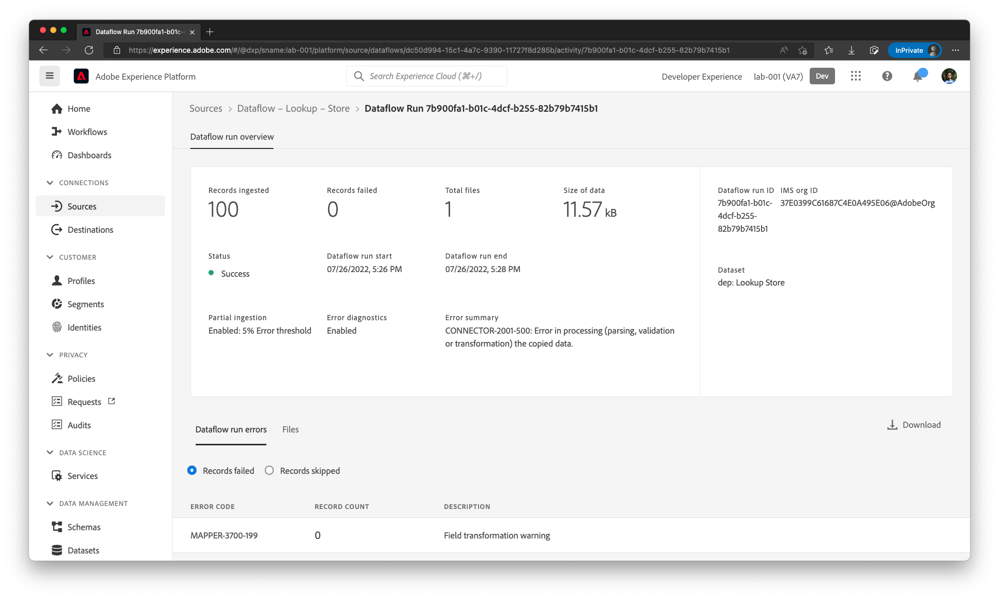 Dataflow Run 7b900fa1-b01c-
https://experience.adobe.com/#/@dxp/sname:lab-001/platform/source/dataflows/dc50d994-15c1-4a7c-9390-11727f8d285b/activity/7b900fa1-b01c-4dcf-b255-82b79b7415b1
InPrivate
Adobe Experience Platform
Search Experience Cloud (⌘+/)
Developer Experience
lab-001 (VA7)
Dev
Home
Workflows
Dashboards
CONNECTIONS
Sources
Destinations
CUSTOMER
Profiles
Segments
Identities
PRIVACY
Policies
Requests
Audits
DATA SCIENCE
Services
DATA MANAGEMENT
Schemas
Datasets
Sources > Dataflow – Lookup – Store > Dataflow Run 7b900fa1-b01c-4dcf-b255-82b79b7415b1
Dataflow run overview
Records ingested
100
Records failed
0
Total files
1
Size of data
11.57 kB
Status
Success
Dataflow run start
07/26/2022, 5:26 PM
Dataflow run end
07/26/2022, 5:28 PM
Partial ingestion
Enabled: 5% Error threshold
Error diagnostics
Enabled
Error summary
CONNECTOR-2001-500: Error in processing (parsing, validation
or transformation) the copied data.
Dataflow run ID
7b900fa1-b01c-
4dcf-b255-
82b79b7415b1
IMS org ID
37E0399C61687C4E0A495E06@AdobeOrg
Dataset
dep: Lookup Store
Dataflow run errors
Files
Download
Records failed
Records skipped
ERROR CODE
RECORD COUNT
DESCRIPTION
MAPPER-3700-199
0
Field transformation warning